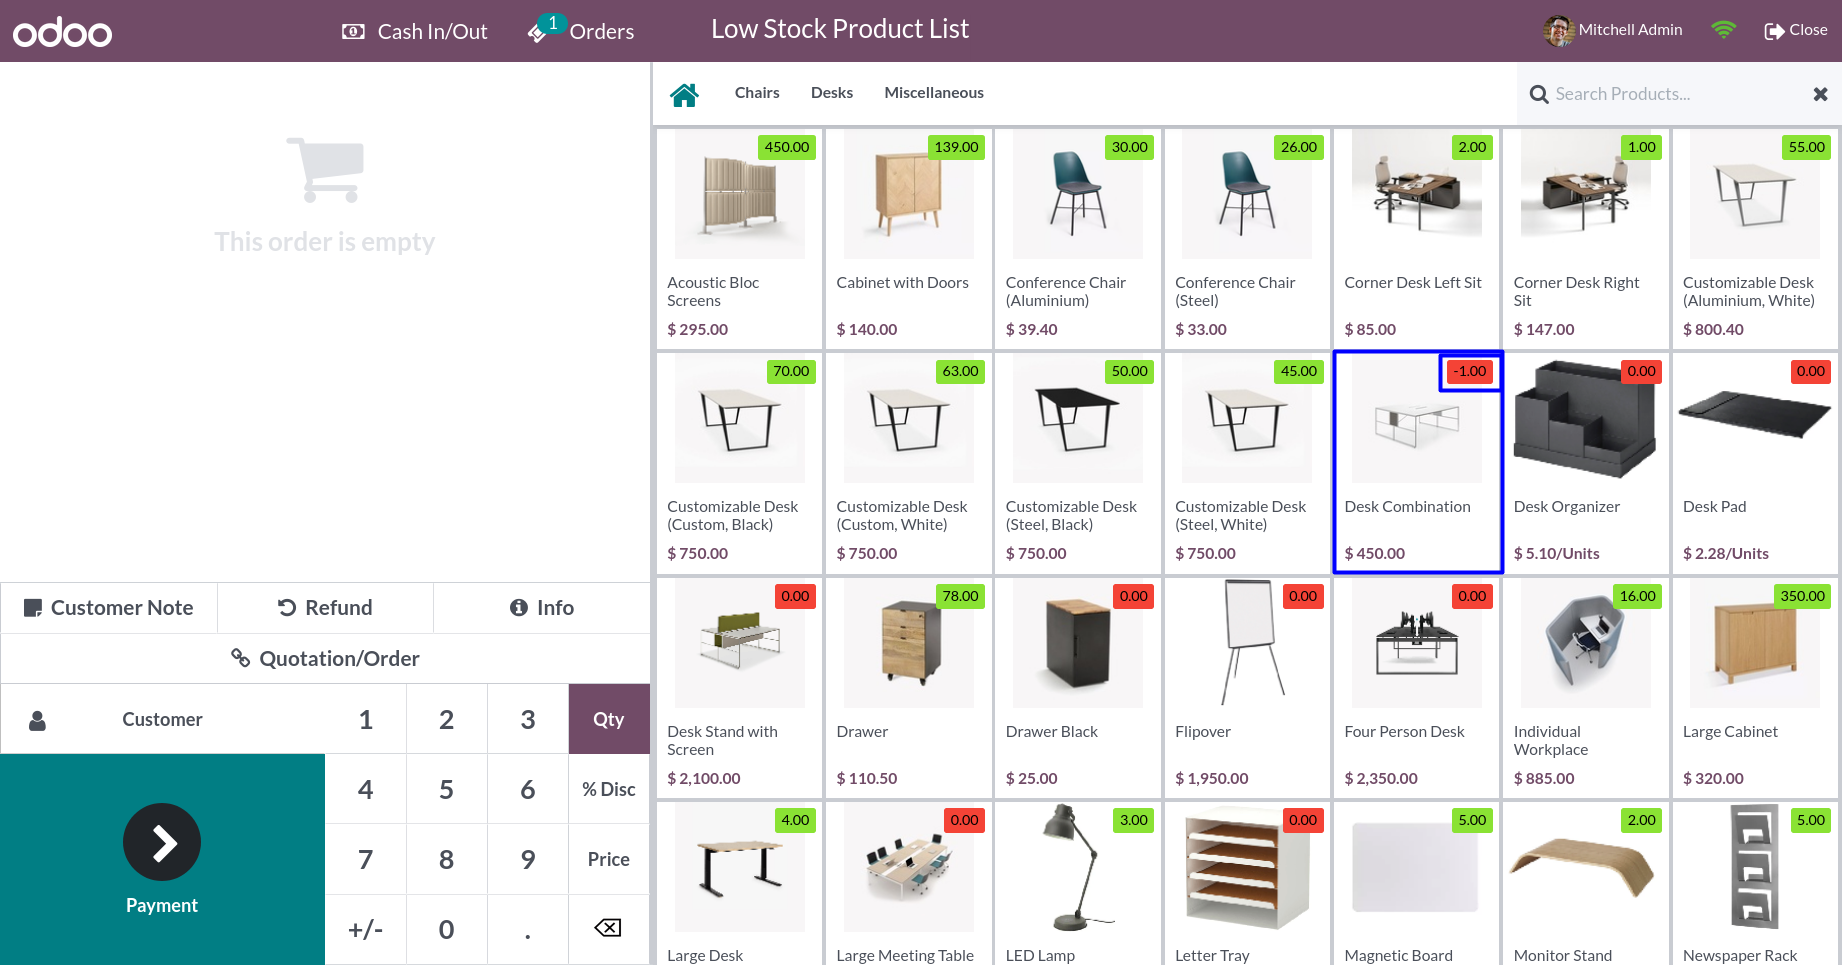 odoo
Cash In/Out
1
Orders
Low Stock Product List
Mitchell Admin
Close
Chairs
Desks
Miscellaneous
Search Products...
This order is empty
450.00
139.00
30.00
26.00
2.00
1.00
55.00
Acoustic Bloc
Screens
$ 295.00
Cabinet with Doors
$ 140.00
Conference Chair
(Aluminium)
$ 39.40
Conference Chair
(Steel)
$ 33.00
Corner Desk Left Sit
$ 85.00
Corner Desk Right
Sit
$ 147.00
Customizable Desk
(Aluminium, White)
$ 800.40
70.00
63.00
50.00
45.00
-1.00
0.00
0.00
Customizable Desk
(Custom, Black)
$ 750.00
Customizable Desk
(Custom, White)
$ 750.00
Customizable Desk
(Steel, Black)
$ 750.00
Customizable Desk
(Steel, White)
$ 750.00
Desk Combination
$ 450.00
Desk Organizer
$ 5.10/Units
Desk Pad
$ 2.28/Units
0.00
78.00
0.00
0.00
0.00
16.00
350.00
Desk Stand with
Screen
$ 2,100.00
Drawer
$ 110.50
Drawer Black
$ 25.00
Flipover
$ 1,950.00
Four Person Desk
$ 2,350.00
Individual
Workplace
$ 885.00
Large Cabinet
$ 320.00
4.00
0.00
3.00
0.00
5.00
2.00
5.00
Large Desk
Large Meeting Table
LED Lamp
Letter Tray
Magnetic Board
Monitor Stand
Newspaper Rack
Customer Note
Refund
Info
Quotation/Order
Customer
1
2
3
Qty
4
5
6
% Disc
7
8
9
Price
+/-
0
.
Payment